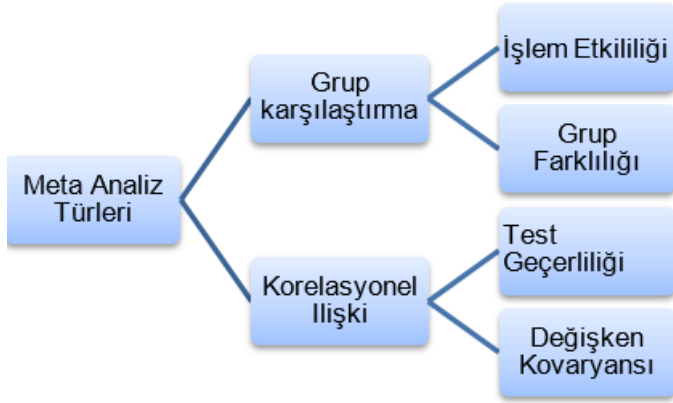 Meta Analiz
Türleri
Grup
karşılaştırma
İşlem Etkililiği
Grup
Farklılığı
Korelasyonel
Ilişki
Test
Geçerliliği
Değişken
Kovaryansı